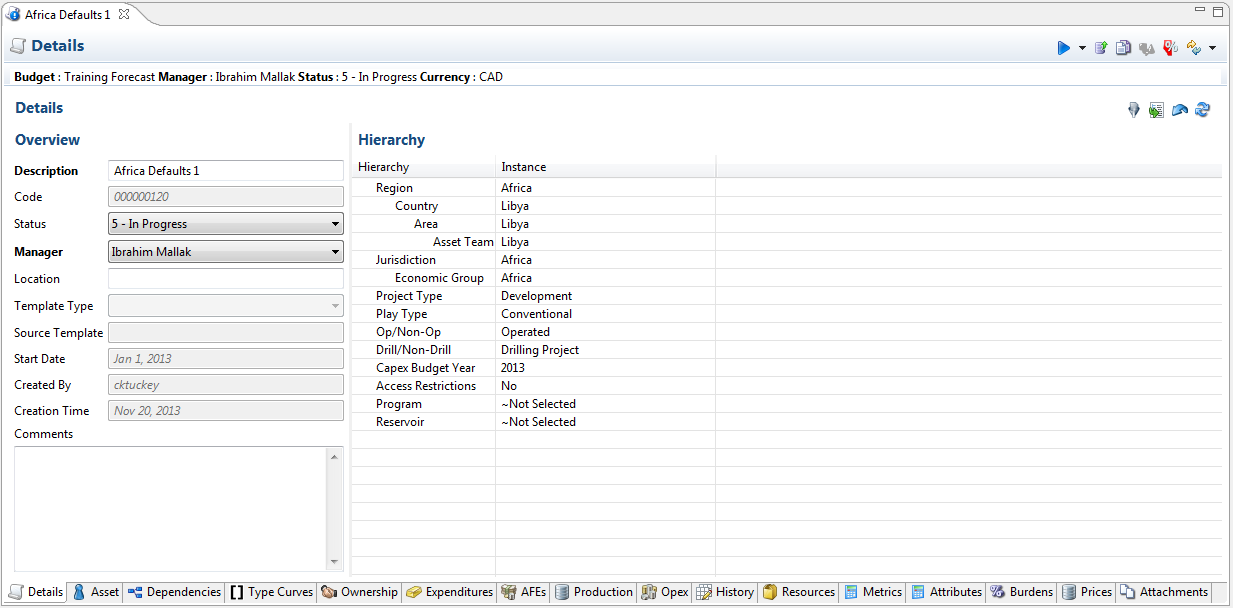 Africa Defaults 1
Details
Budget : Training Forecast Manager : Ibrahim Mallak Status : 5 - In Progress Currency : CAD
Details
Overview
Description Africa Defaults 1
Code 000000120
Status 5 - In Progress
Manager Ibrahim Mallak
Location
Template Type
Source Template
Start Date Jan 1, 2013
Created By cktuckey
Creation Time Nov 20, 2013
Comments
Hierarchy
Hierarchy Instance
Region Africa
Country Libya
Area Libya
Asset Team Libya
Jurisdiction Africa
Economic Group Africa
Project Type Development
Play Type Conventional
Op/Non-Op Operated
Drill/Non-Drill Drilling Project
Capex Budget Year 2013
Access Restrictions No
Program ~Not Selected
Reservoir ~Not Selected
Details Asset Dependencies Type Curves Ownership Expenditures AFEs Production Opex History Resources Metrics Attributes Burdens Prices Attachments